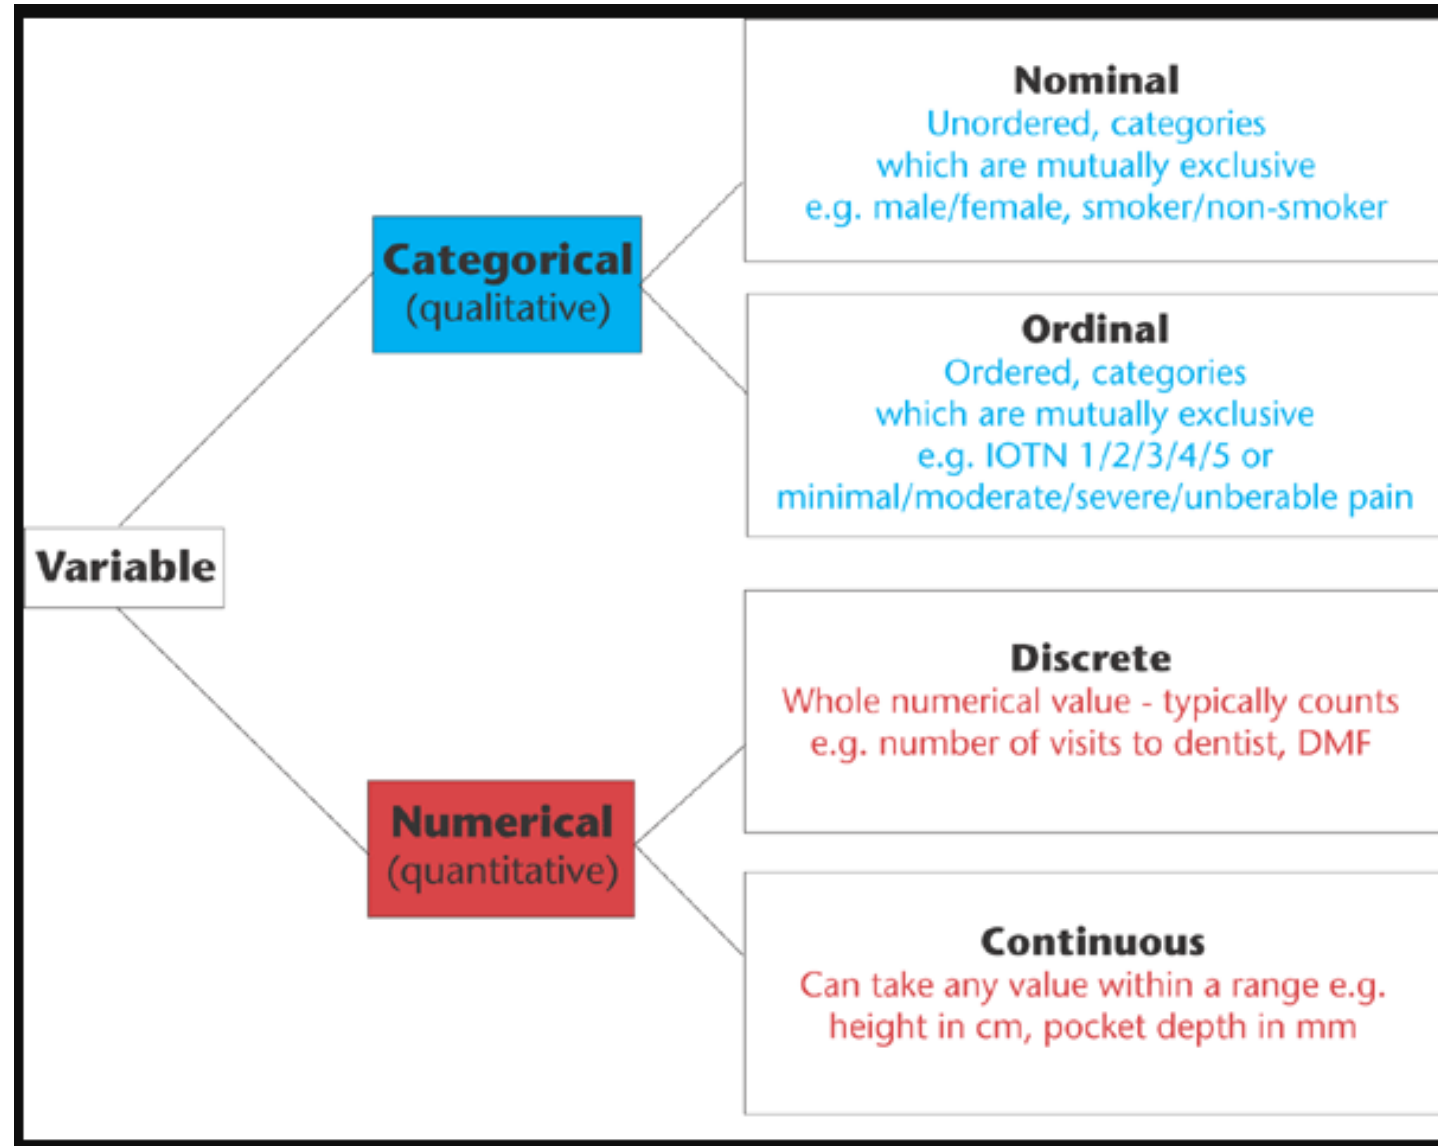 Nominal
Unordered, categories
which are mutually exclusive
e.g. male/female, smoker/non-smoker
Categorical
(qualitative)
Ordinal
Ordered, categories
which are mutually exclusive
e.g. IOTN 1/2/3/4/5 or
minimal/moderate/severe/unberable pain
Variable
Discrete
Whole numerical value - typically counts
e.g. number of visits to dentist, DMF
Numerical
(quantitative)
Continuous
Can take any value within a range e.g.
height in cm, pocket depth in mm